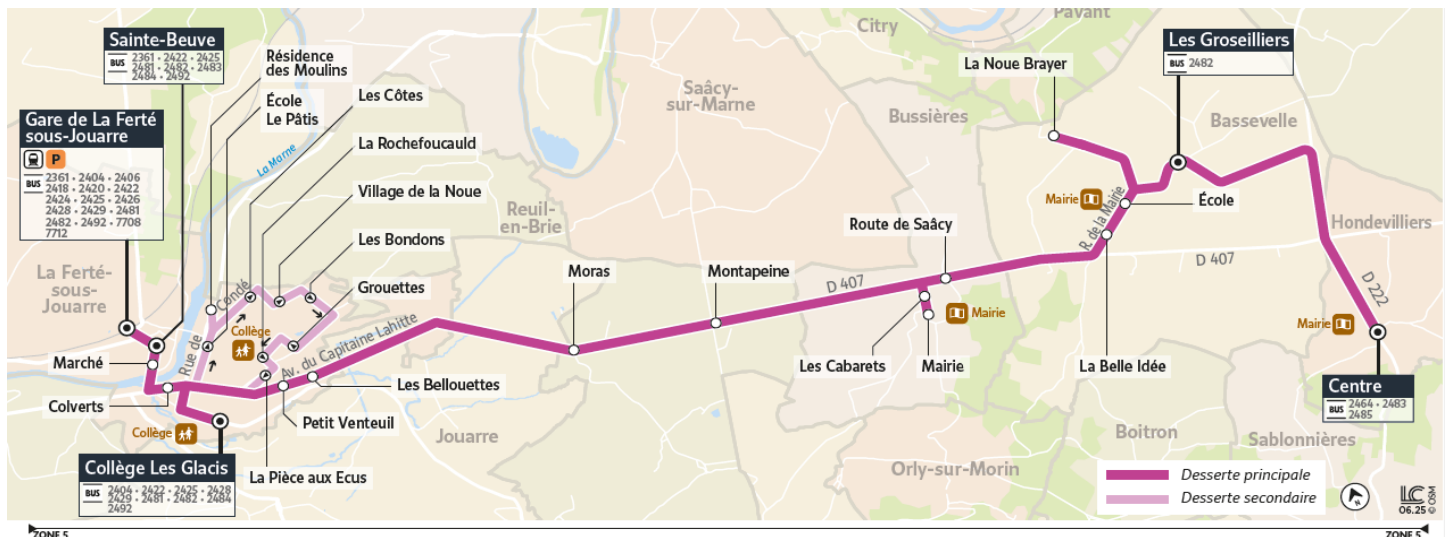 Sainte-Beuve
BUS 2361 • 2422 • 2425
2481 • 2482 • 2483
2484 • 2492
Gare de La Ferté
sous-Jouarre
P
BUS 2361 • 2404 • 2406
2418 • 2420 • 2422
2424 • 2425 • 2426
2428 • 2429 • 2481
2482 • 2492 • 7708
7712
Résidence
des Moulins
École
Le Pâtis
Les Côtes
La Rochefoucauld
Village de la Noue
Les Bondons
Grouettes
La Marne
La Ferté-
sous-
Jouarre
Rue de Condé
Collège
Marché
Colverts
Collège
Collège Les Glacis
BUS 2404 • 2422 • 2425 • 2428
2429 • 2481 • 2482 • 2484
2492
La Pièce aux Ecus
Petit Venteuil
Les Bellouettes
Av. du Capitaine Lahitte
Jouarre
Reuil-
en-Brie
Saâcy-
sur-Marne
Citry
Pavant
Bussières
Moras
Montapeine
D 407
Route de Saâcy
Les Cabarets
Mairie
Mairie
Orly-sur-Morin
La Noue Brayer
Les Groseilliers
BUS 2482
Bassevelle
Mairie
R. de la Mairie
École
La Belle Idée
D 407
Hondevilliers
D 222
Mairie
Centre
BUS 2464 • 2483
2485
Boitron
Sablonnières
Desserte principale
Desserte secondaire
LC
06.25 © OSM
ZONE 5
ZONE 5